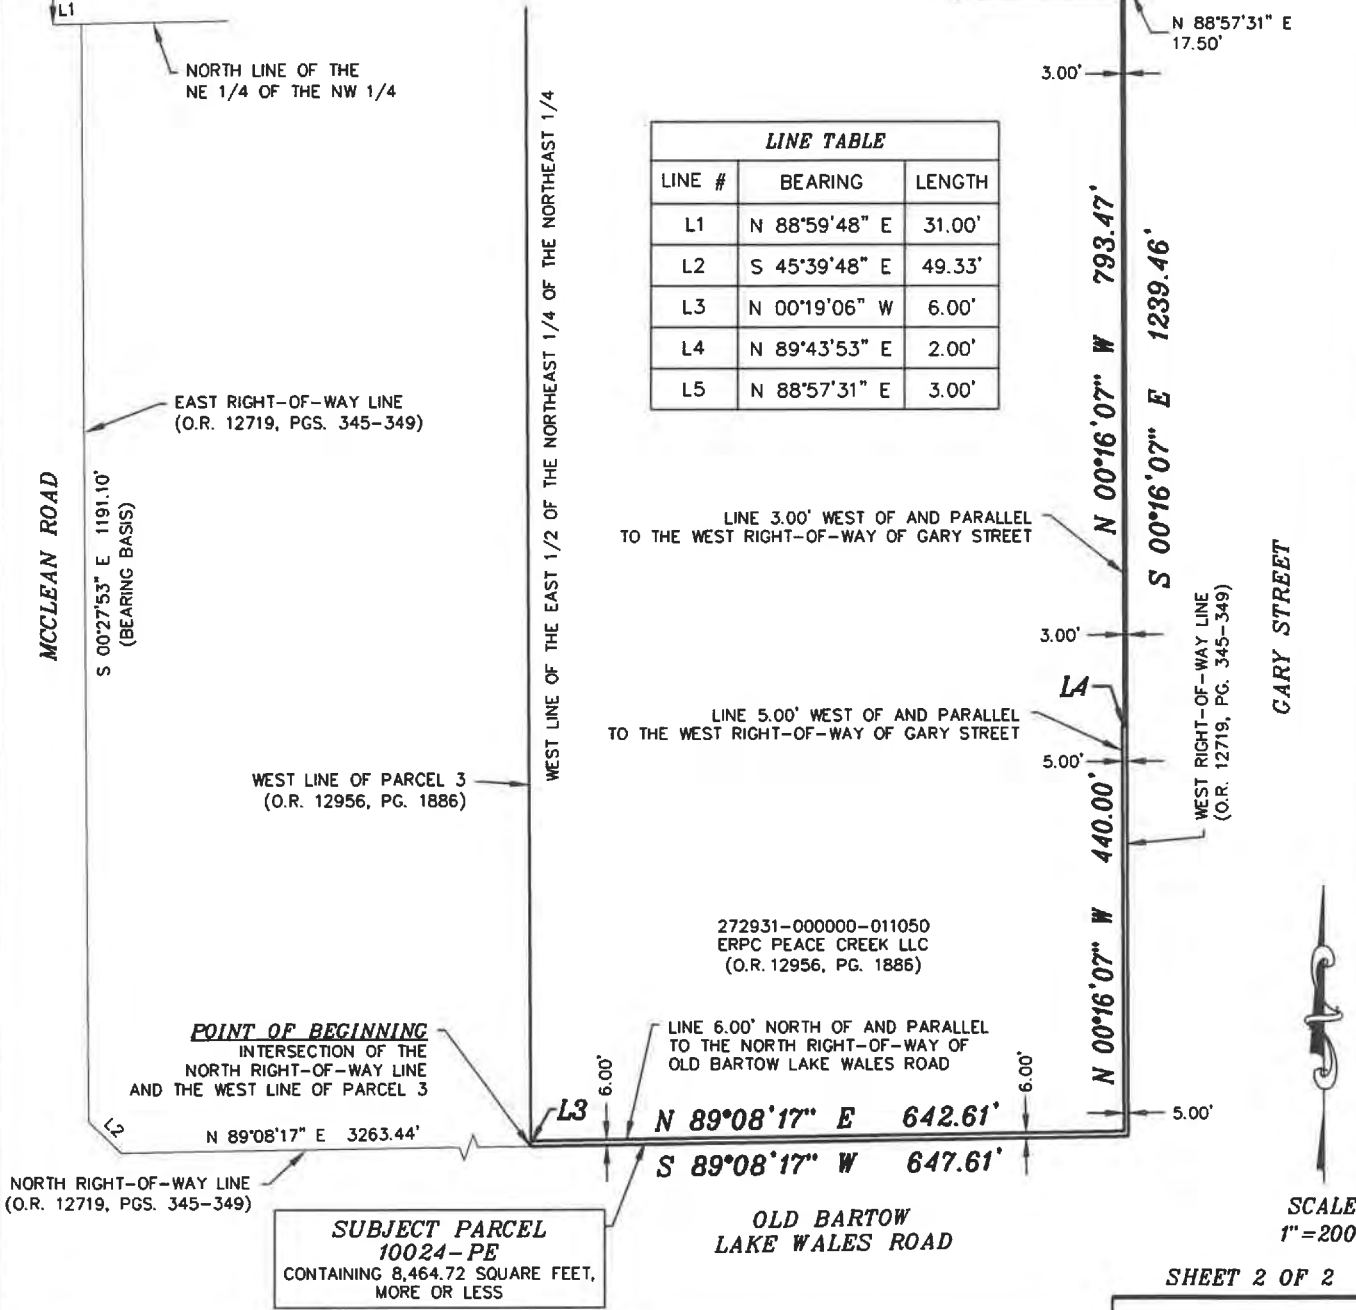 L1
NORTH LINE OF THE
NE 1/4 OF THE NW 1/4
N 88°57'31" E
17.50'
3.00'
WEST LINE OF THE EAST 1/2 OF THE NORTHEAST 1/4 OF THE NORTHEAST 1/4
LINE TABLE
LINE # BEARING LENGTH
L1 N 88°59'48" E 31.00'
L2 S 45°39'48" E 49.33'
L3 N 00°19'06" W 6.00'
L4 N 89°43'53" E 2.00'
L5 N 88°57'31" E 3.00'
N 00°16'07" W 793.47'
S 00°16'07" E 1239.46'
EAST RIGHT-OF-WAY LINE
(O.R. 12719, PGS. 345-349)
MCCLEAN ROAD
S 00°27'53" E 1191.10'
(BEARING BASIS)
LINE 3.00' WEST OF AND PARALLEL
TO THE WEST RIGHT-OF-WAY OF GARY STREET
3.00'
WEST RIGHT-OF-WAY LINE
(O.R. 12719, PG. 345-349)
GARY STREET
L4
LINE 5.00' WEST OF AND PARALLEL
TO THE WEST RIGHT-OF-WAY OF GARY STREET
5.00'
WEST LINE OF PARCEL 3
(O.R. 12956, PG. 1886)
N 00°16'07" W 440.00'
272931-000000-011050
ERPC PEACE CREEK LLC
(O.R. 12956, PG. 1886)
POINT OF BEGINNING
INTERSECTION OF THE
NORTH RIGHT-OF-WAY LINE
AND THE WEST LINE OF PARCEL 3
LINE 6.00' NORTH OF AND PARALLEL
TO THE NORTH RIGHT-OF-WAY OF
OLD BARTOW LAKE WALES ROAD
6.00'
6.00'
L3
N 89°08'17" E 642.61'
5.00'
L2
N 89°08'17" E 3263.44'
S 89°08'17" W 647.61'
NORTH RIGHT-OF-WAY LINE
(O.R. 12719, PGS. 345-349)
SUBJECT PARCEL
10024-PE
CONTAINING 8,464.72 SQUARE FEET,
MORE OR LESS
OLD BARTOW
LAKE WALES ROAD
SCALE
1"=200
SHEET 2 OF 2